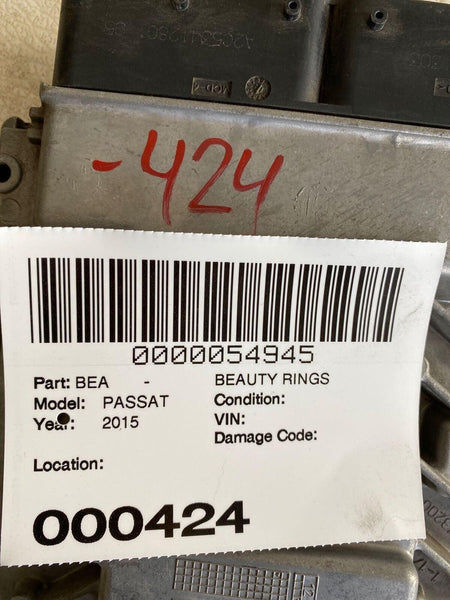 -424
0000054945
Part: BEA - BEAUTY RINGS
Model: PASSAT Condition:
Year: 2015 VIN:
Damage Code:
Location:
000424